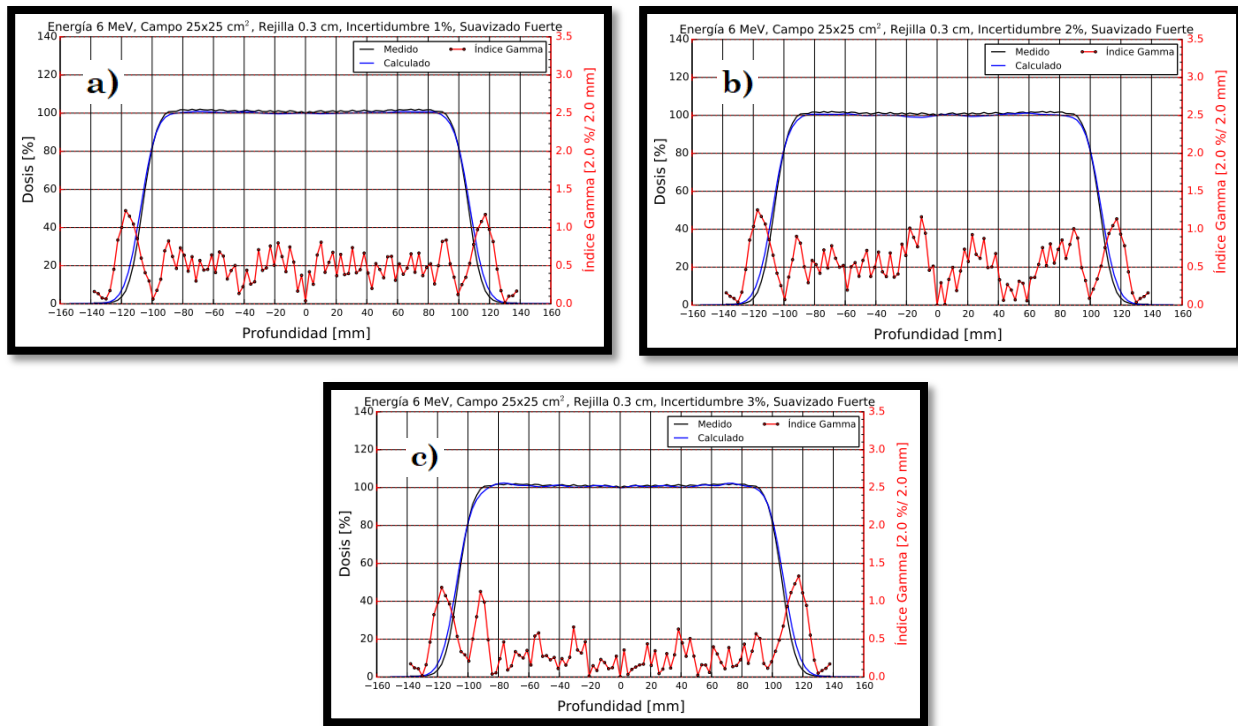 Energía 6 MeV, Campo 25x25 cm², Rejilla 0.3 cm, Incertidumbre 1%, Suavizado Fuerte
a)
Medido
Calculado
Índice Gamma
Dosis [%]
140
120
100
80
60
40
20
0
3.5
3.0
2.5
2.0
1.5
1.0
0.5
0.0
Índice Gamma [2.0 %/ 2.0 mm]
−160 −140 −120 −100 −80 −60 −40 −20 0 20 40 60 80 100 120 140 160
Profundidad [mm]
Energía 6 MeV, Campo 25x25 cm², Rejilla 0.3 cm, Incertidumbre 2%, Suavizado Fuerte
b)
Medido
Calculado
Índice Gamma
Dosis [%]
140
120
100
80
60
40
20
0
3.5
3.0
2.5
2.0
1.5
1.0
0.5
0.0
Índice Gamma [2.0 %/ 2.0 mm]
−160 −140 −120 −100 −80 −60 −40 −20 0 20 40 60 80 100 120 140 160
Profundidad [mm]
Energía 6 MeV, Campo 25x25 cm², Rejilla 0.3 cm, Incertidumbre 3%, Suavizado Fuerte
c)
Medido
Calculado
Índice Gamma
Dosis [%]
140
120
100
80
60
40
20
0
3.5
3.0
2.5
2.0
1.5
1.0
0.5
0.0
Índice Gamma [2.0 %/ 2.0 mm]
−160 −140 −120 −100 −80 −60 −40 −20 0 20 40 60 80 100 120 140 160
Profundidad [mm]